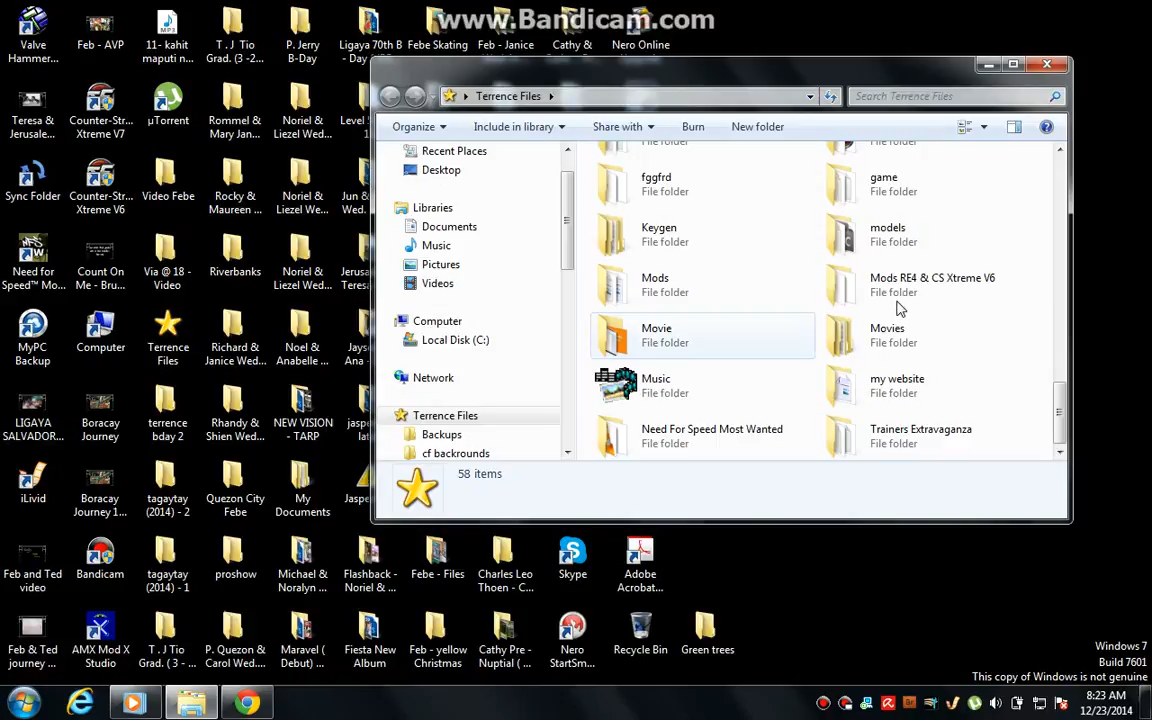 www.Bandicam.com
Valve
Hammer...
Feb - AVP
11- kahit
maputi n...
T . J Tio
Grad. (3 -2...
P. Jerry
B-Day
Ligaya 70th B
- Day
Febe Skating
Feb - Janice
Cathy &
Nero Online
Teresa &
Jerusale...
Counter-Str...
Xtreme V7
µTorrent
Rommel &
Mary Jan...
Noriel &
Liezel Wed...
Level
Sync Folder
Counter-Str...
Xtreme V6
Video Febe
Rocky &
Maureen ...
Noriel &
Liezel We...
Jun &
Wed.
Need for
Speed™ Mo...
Count On
Me - Bru...
Via @ 18 -
Video
Riverbanks
Noriel &
Liezel We...
Jerusa
MyPC
Backup
Computer
Terrence
Files
Richard &
Janice Wed...
Noel &
Anabelle ...
Jayso
Ana -
LIGAYA
SALVADOR...
Boracay
Journey
terrence
bday 2
Rhandy &
Shien Wed...
NEW VISION
- TARP
jaspe
iLivid
Boracay
Journey 1...
tagaytay
(2014) - 2
Quezon City
Febe
My
Documents
Jaspe
Feb and Ted
video
Bandicam
tagaytay
(2014) - 1
proshow
Michael &
Noralyn ...
Flashback -
Noriel & ...
Febe - Files
Charles Leo
Thoen - C...
Skype
Adobe
Acrobat...
Feb & Ted
journey ...
AMX Mod X
Studio
T . J Tio
Grad. ( 3 -...
P. Quezon &
Carol Wed...
Maravel (
Debut) ...
Fiesta New
Album
Feb - yellow
Christmas
Cathy Pre -
Nuptial ( ...
Nero
StartSm...
Recycle Bin
Green trees
Terrence Files
Search Terrence Files
Organize
Include in library
Share with
Burn
New folder
Recent Places
Desktop
Libraries
Documents
Music
Pictures
Videos
Computer
Local Disk (C:)
Network
Terrence Files
Backups
cf backrounds
File folder
File folder
fggfrd
File folder
game
File folder
Keygen
File folder
models
File folder
Mods
File folder
Mods RE4 & CS Xtreme V6
File folder
Movie
File folder
Movies
File folder
Music
File folder
my website
File folder
Need For Speed Most Wanted
File folder
Trainers Extravaganza
File folder
58 items
Windows 7
Build 7601
This copy of Windows is not genuine
8:23 AM
12/23/2014